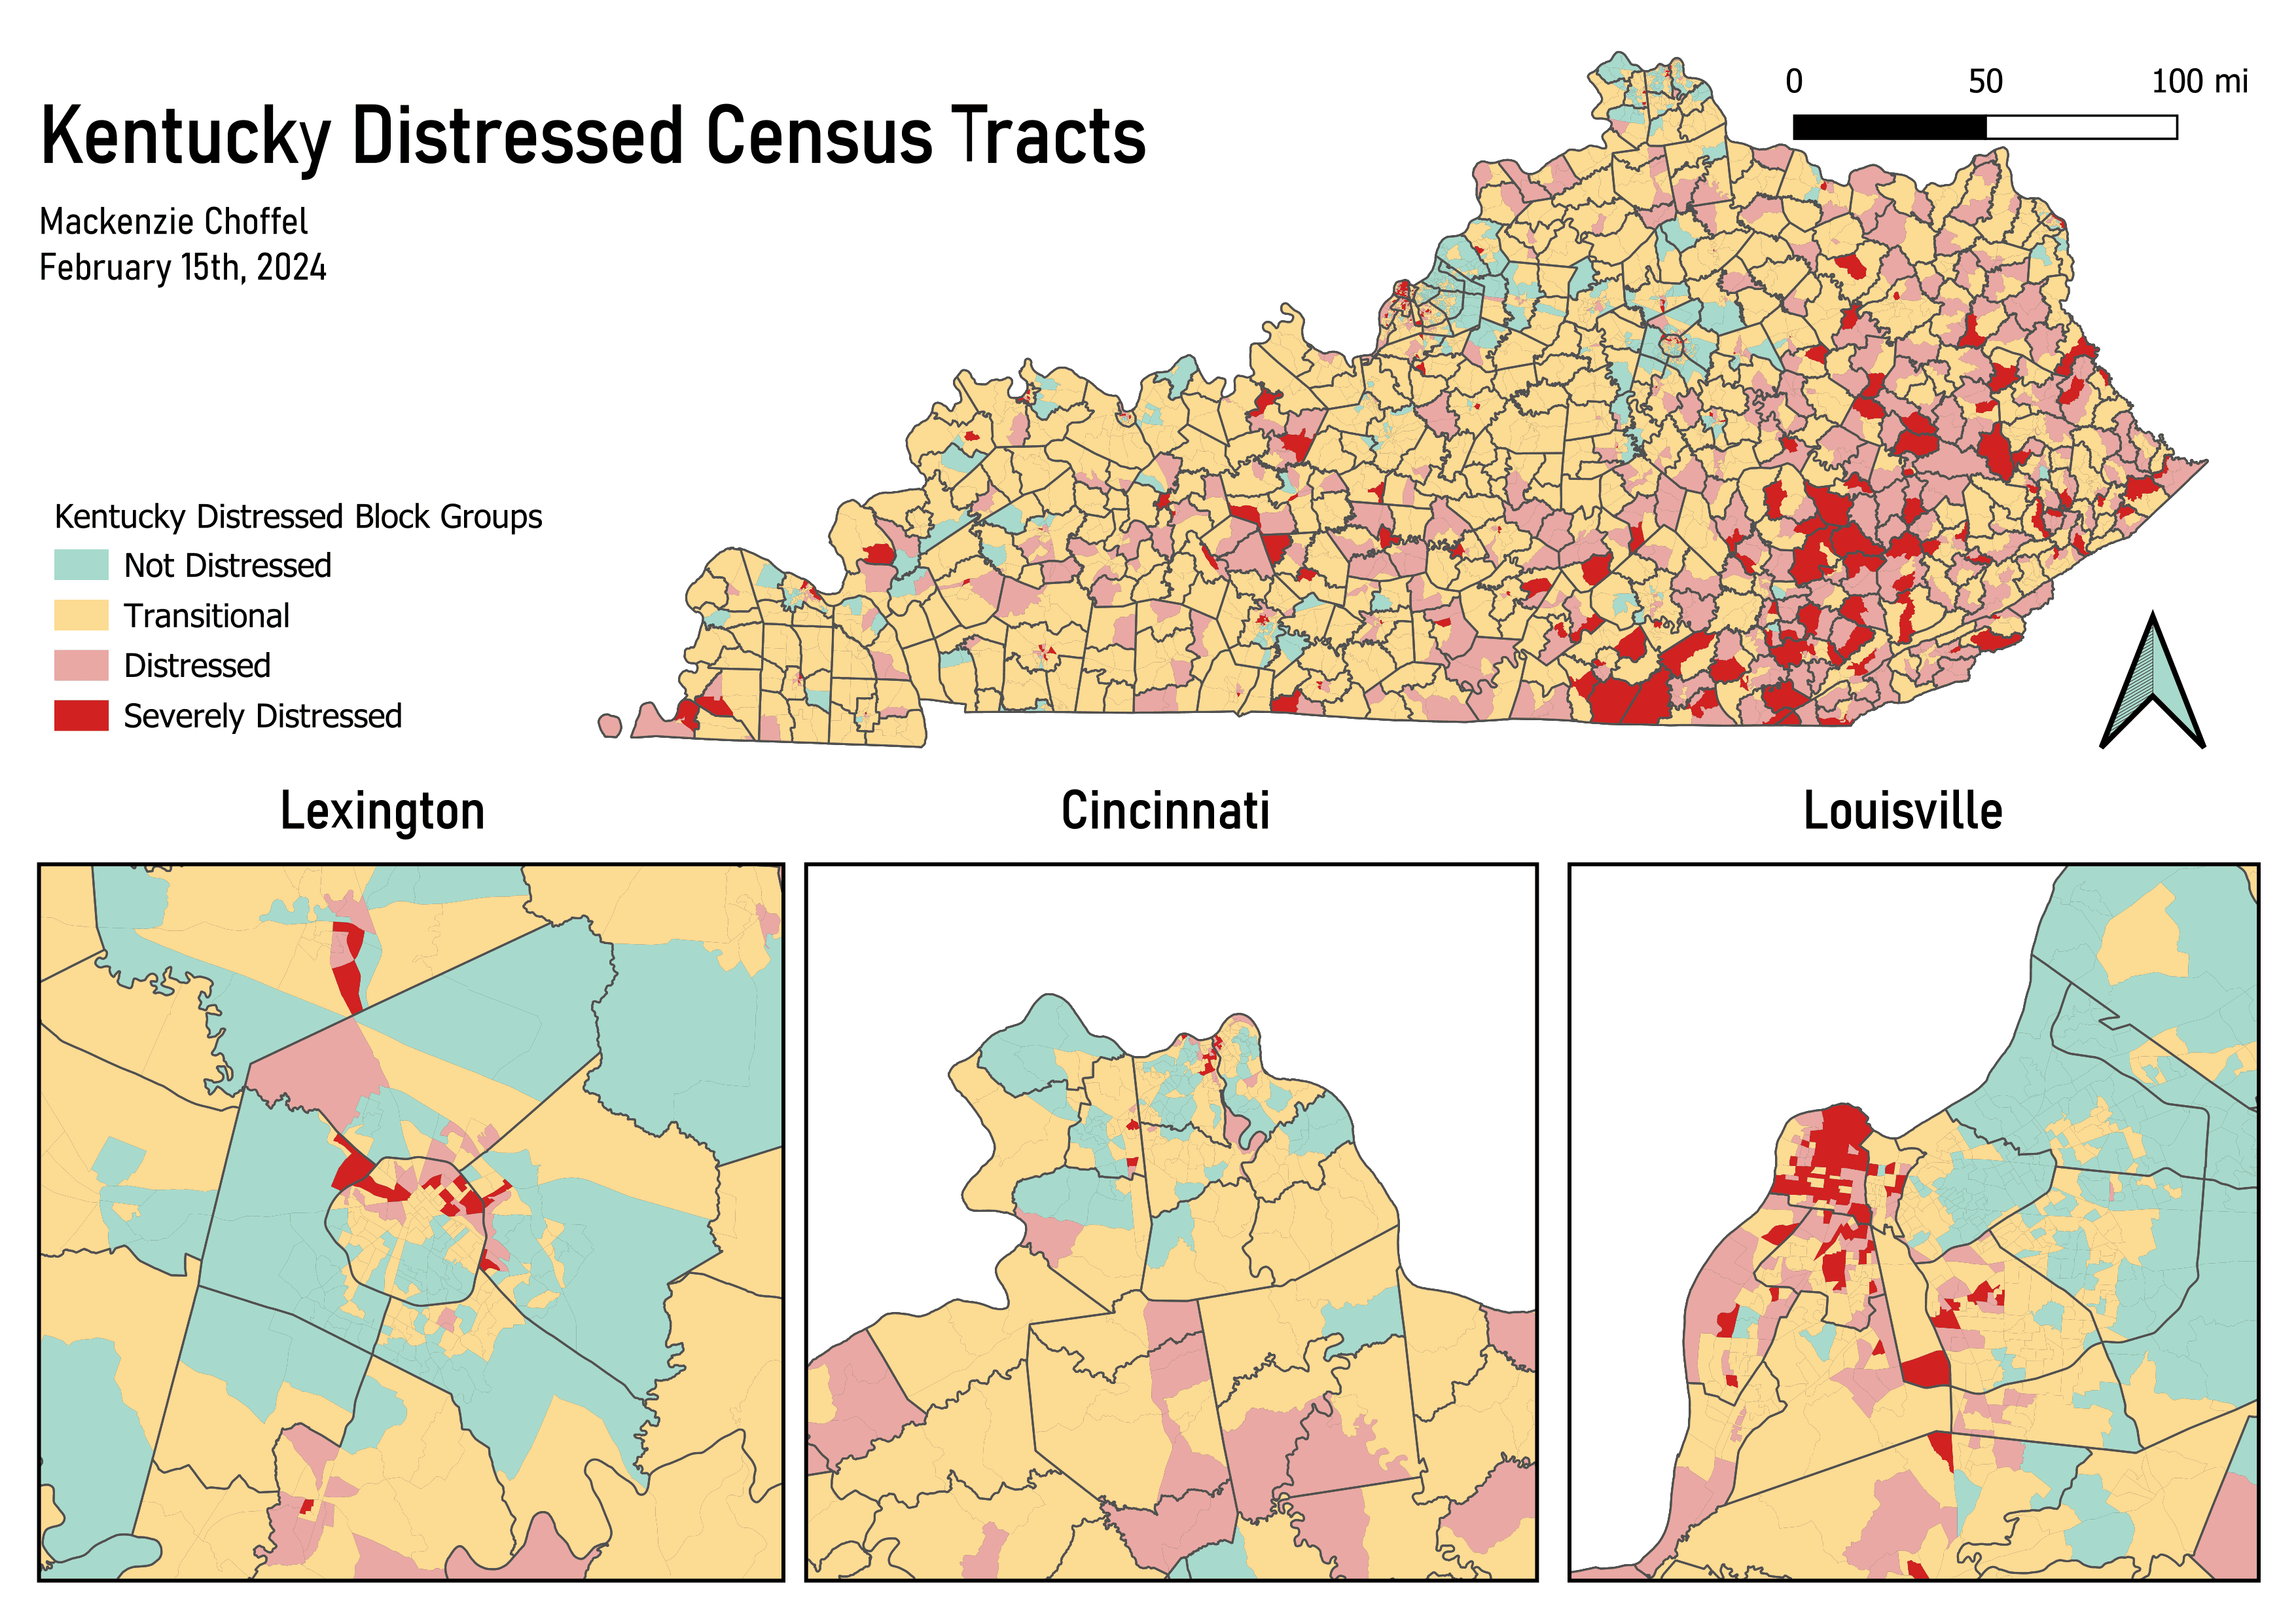 Kentucky Distressed Census Tracts
Mackenzie Choffel
February 15th, 2024
0 50 100 mi
Kentucky Distressed Block Groups
Not Distressed
Transitional
Distressed
Severely Distressed
Lexington
Cincinnati
Louisville